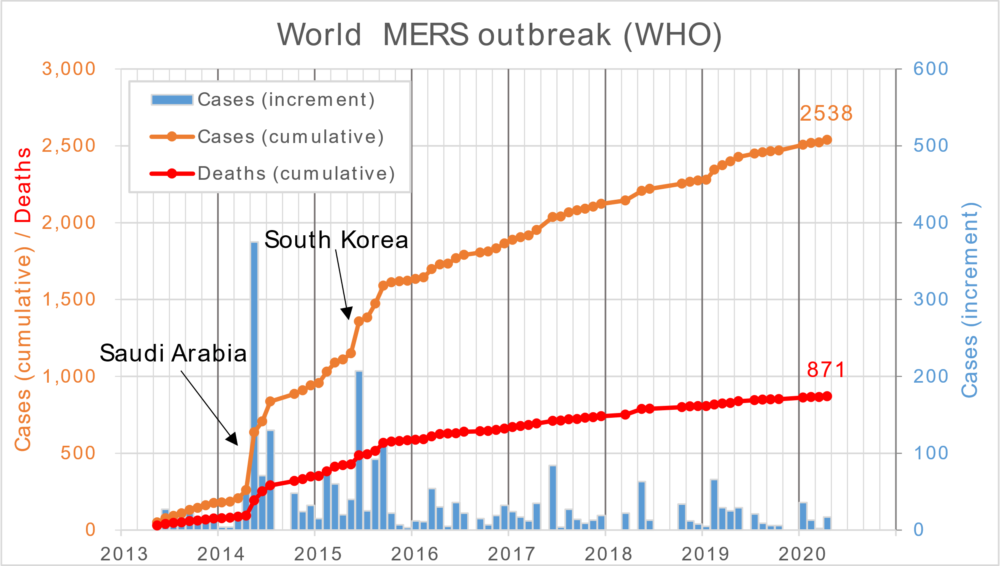 World MERS outbreak (WHO)
3,000
2,500
2,000
1,500
1,000
500
0
Cases (cumulative) / Deaths
Cases (increment)
Cases (cumulative)
Deaths (cumulative)
South Korea
Saudi Arabia
2538
871
600
500
400
300
200
100
0
Cases (increment)
2013 2014 2015 2016 2017 2018 2019 2020